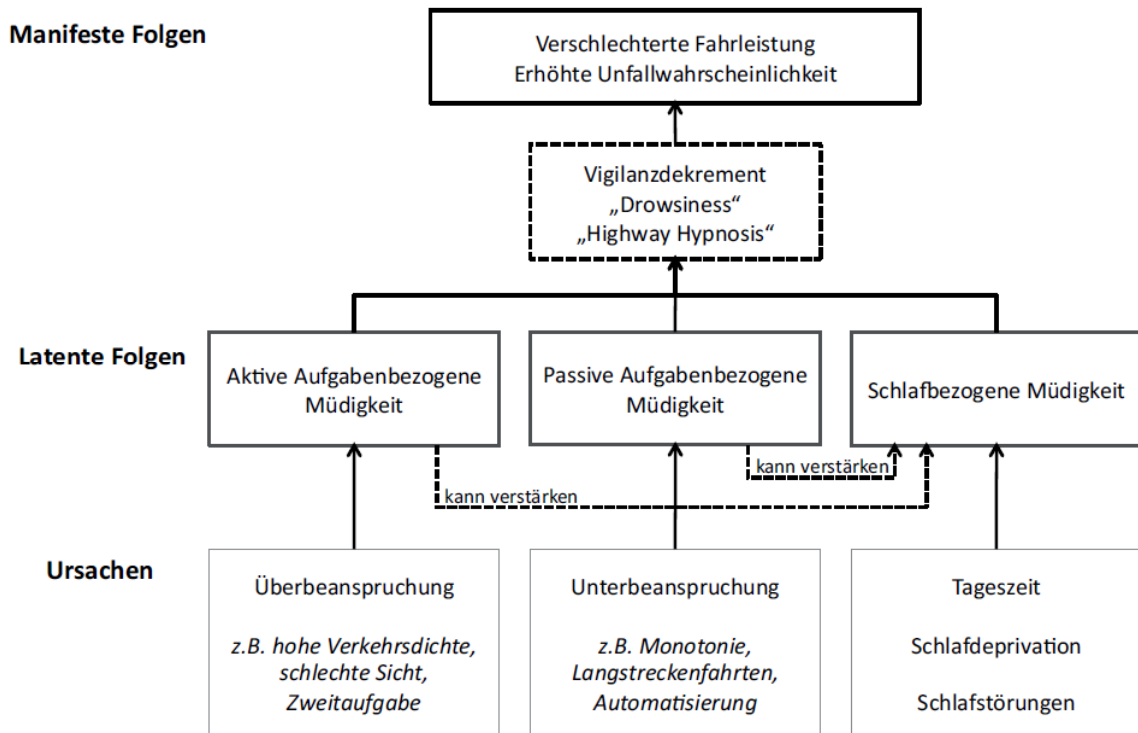 Manifeste Folgen
Verschlechterte Fahrleistung
Erhöhte Unfallwahrscheinlichkeit
Vigilanzdekrement
„Drowsiness“
„Highway Hypnosis“
Latente Folgen
Aktive Aufgabenbezogene
Müdigkeit
Passive Aufgabenbezogene
Müdigkeit
Schlafbezogene Müdigkeit
kann verstärken
kann verstärken
Ursachen
Überbeanspruchung
z.B. hohe Verkehrsdichte,
schlechte Sicht,
Zweitaufgabe
Unterbeanspruchung
z.B. Monotonie,
Langstreckenfahrten,
Automatisierung
Tageszeit
Schlafdeprivation
Schlafstörungen